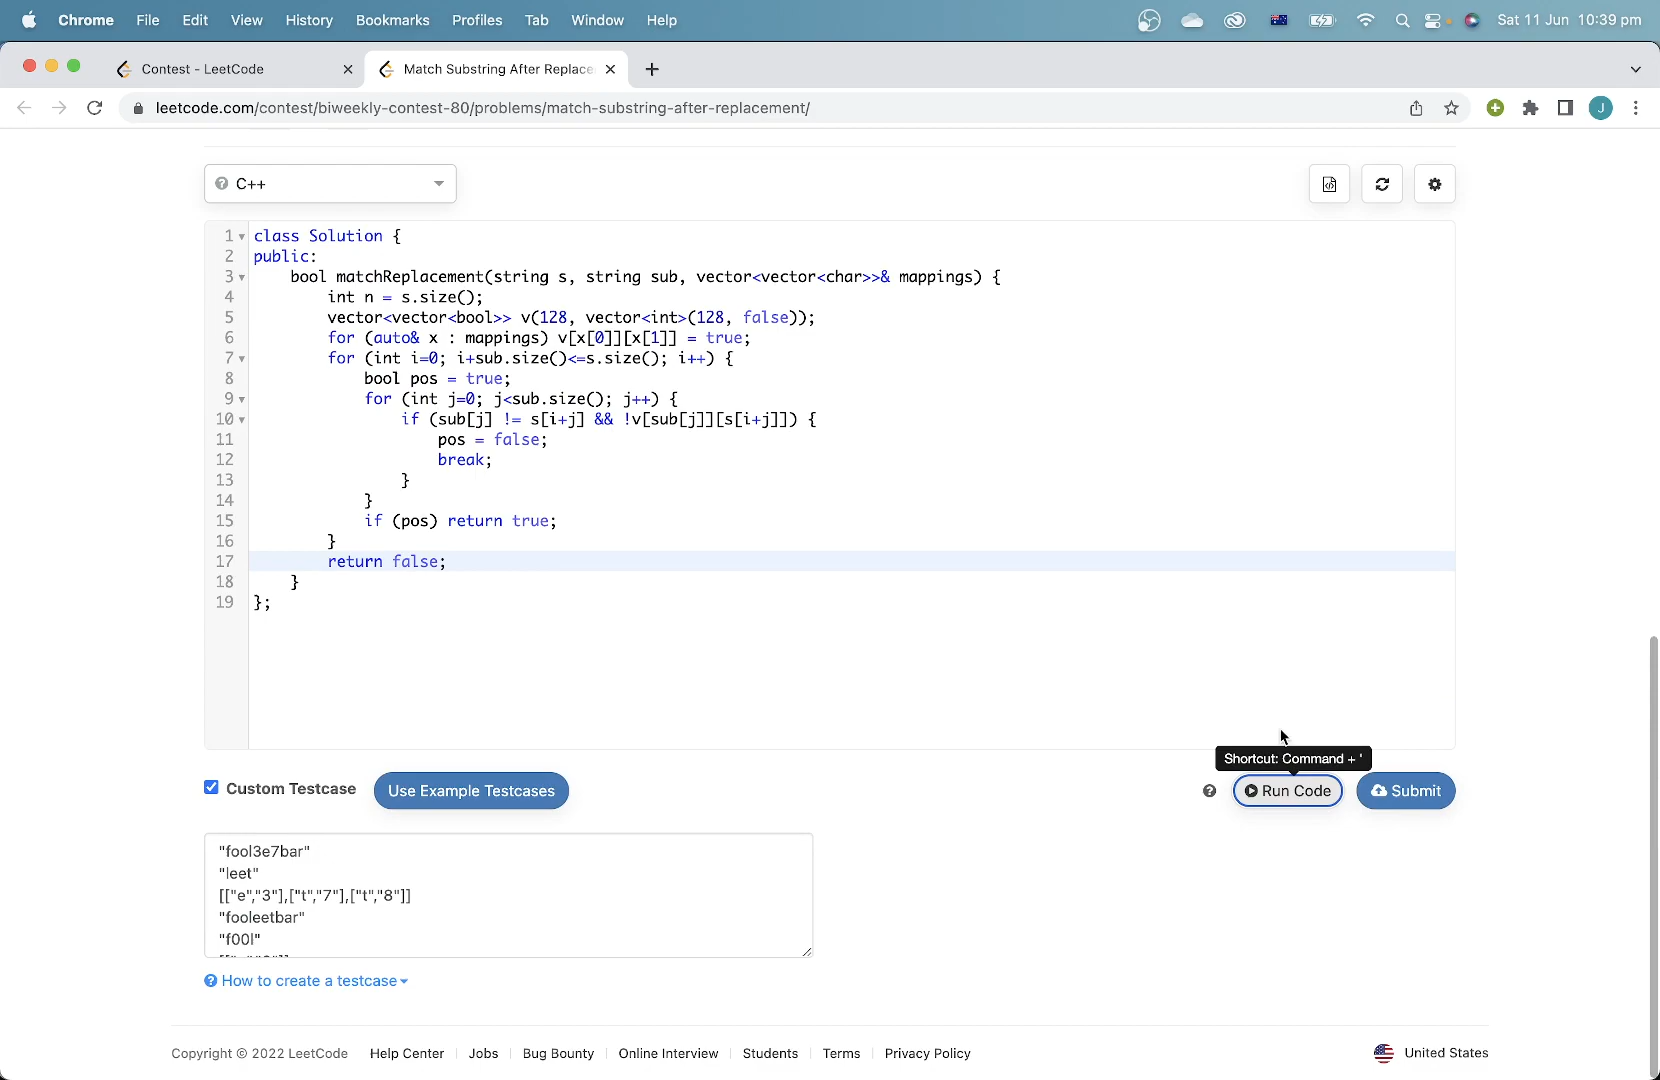 Chrome File Edit View History Bookmarks Profiles Tab Window Help Sat 11 Jun 10:39 pm
Contest - LeetCode Match Substring After Replace
leetcode.com/contest/biweekly-contest-80/problems/match-substring-after-replacement/ J
C++
1 class Solution {
2 public:
3     bool matchReplacement(string s, string sub, vector<vector<char>>& mappings) {
4         int n = s.size();
5         vector<vector<bool>> v(128, vector<int>(128, false));
6         for (auto& x : mappings) v[x[0]][x[1]] = true;
7         for (int i=0; i+sub.size()<=s.size(); i++) {
8             bool pos = true;
9             for (int j=0; j<sub.size(); j++) {
10                 if (sub[j] != s[i+j] && !v[sub[j]][s[i+j]]) {
11                     pos = false;
12                     break;
13                 }
14             }
15             if (pos) return true;
16         }
17         return false;
18     }
19 };
Shortcut: Command + '
Custom Testcase Use Example Testcases Run Code Submit
"fool3e7bar"
"leet"
[["e","3"],["t","7"],["t","8"]]
"fooleetbar"
"f00l"
How to create a testcase
Copyright © 2022 LeetCode Help Center Jobs Bug Bounty Online Interview Students Terms Privacy Policy United States